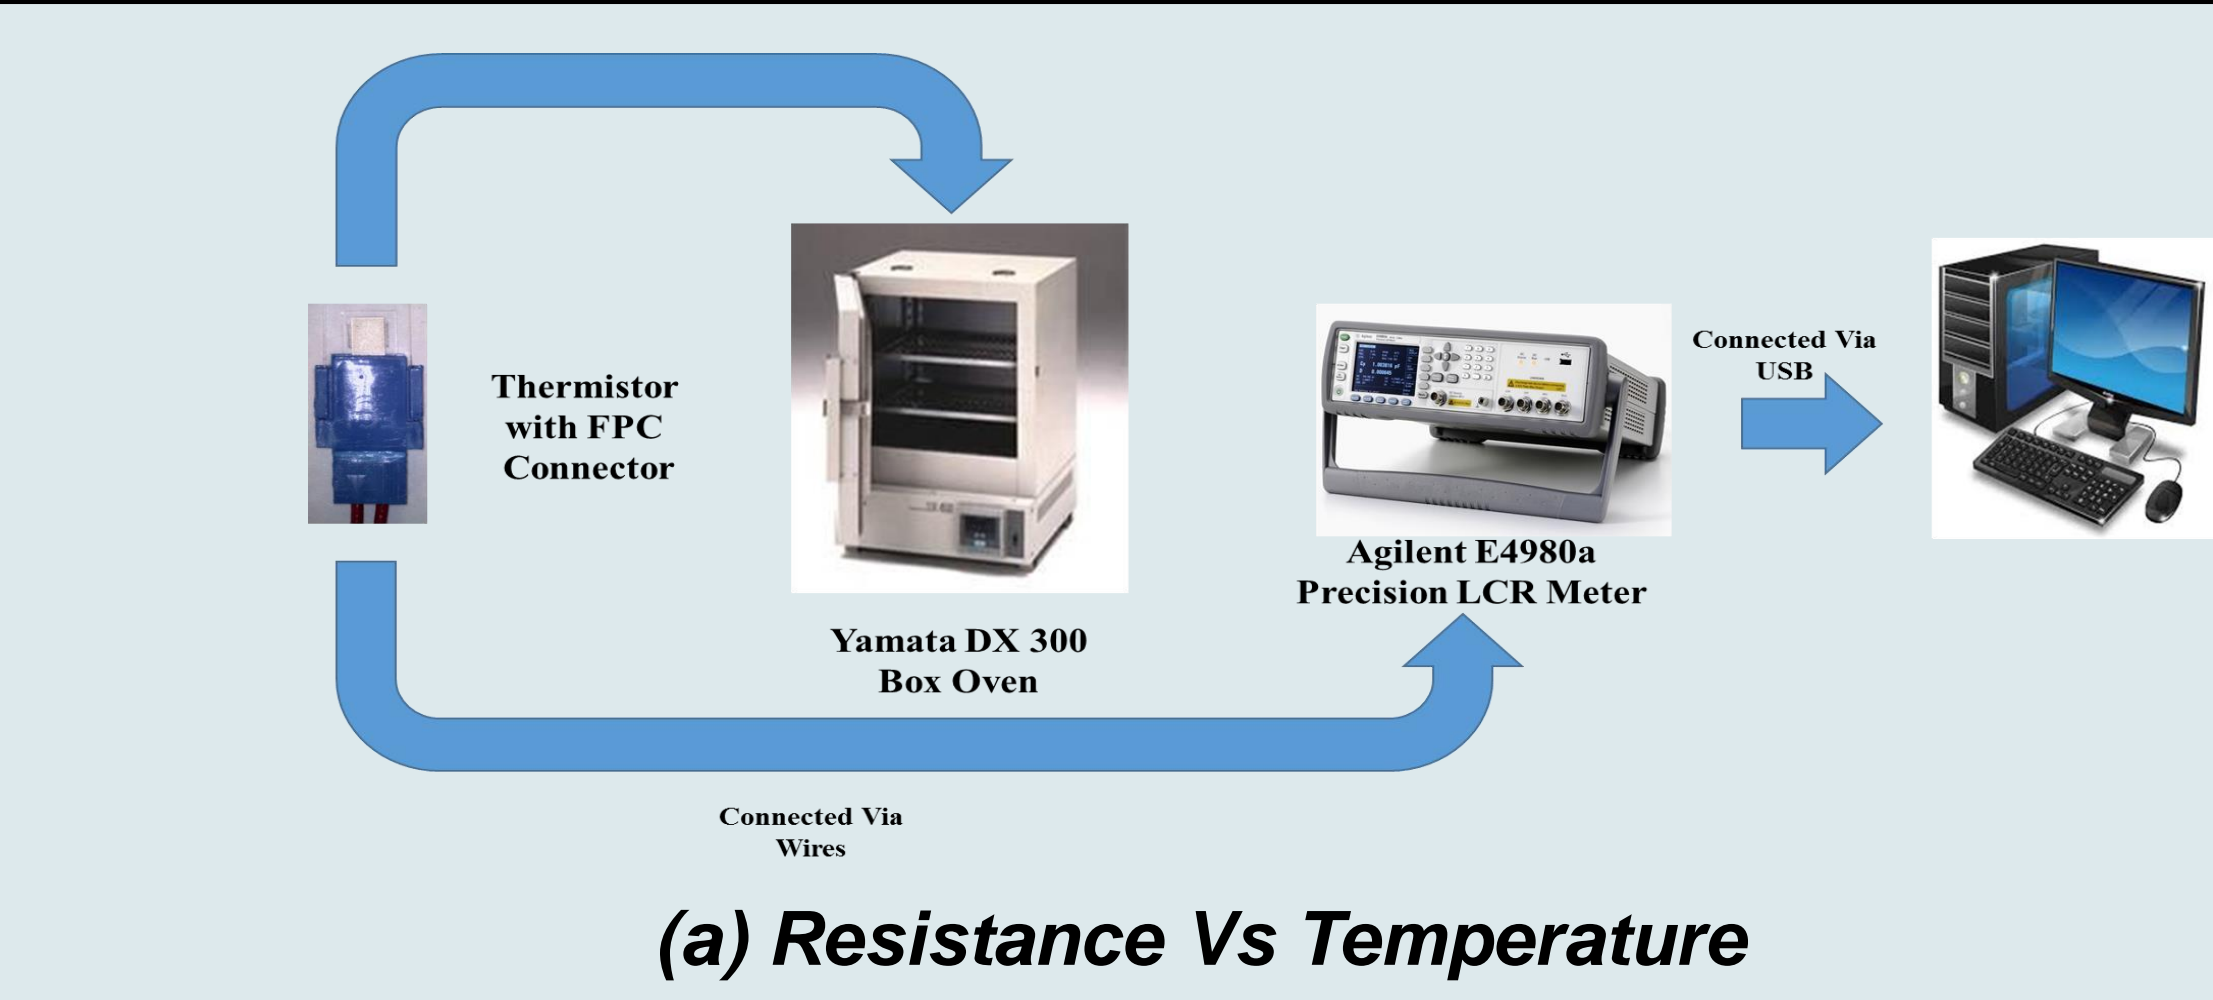 Thermistor
with FPC
Connector
Yamata DX 300
Box Oven
Agilent E4980a
Precision LCR Meter
Connected Via
USB
Connected Via
Wires
(a) Resistance Vs Temperature